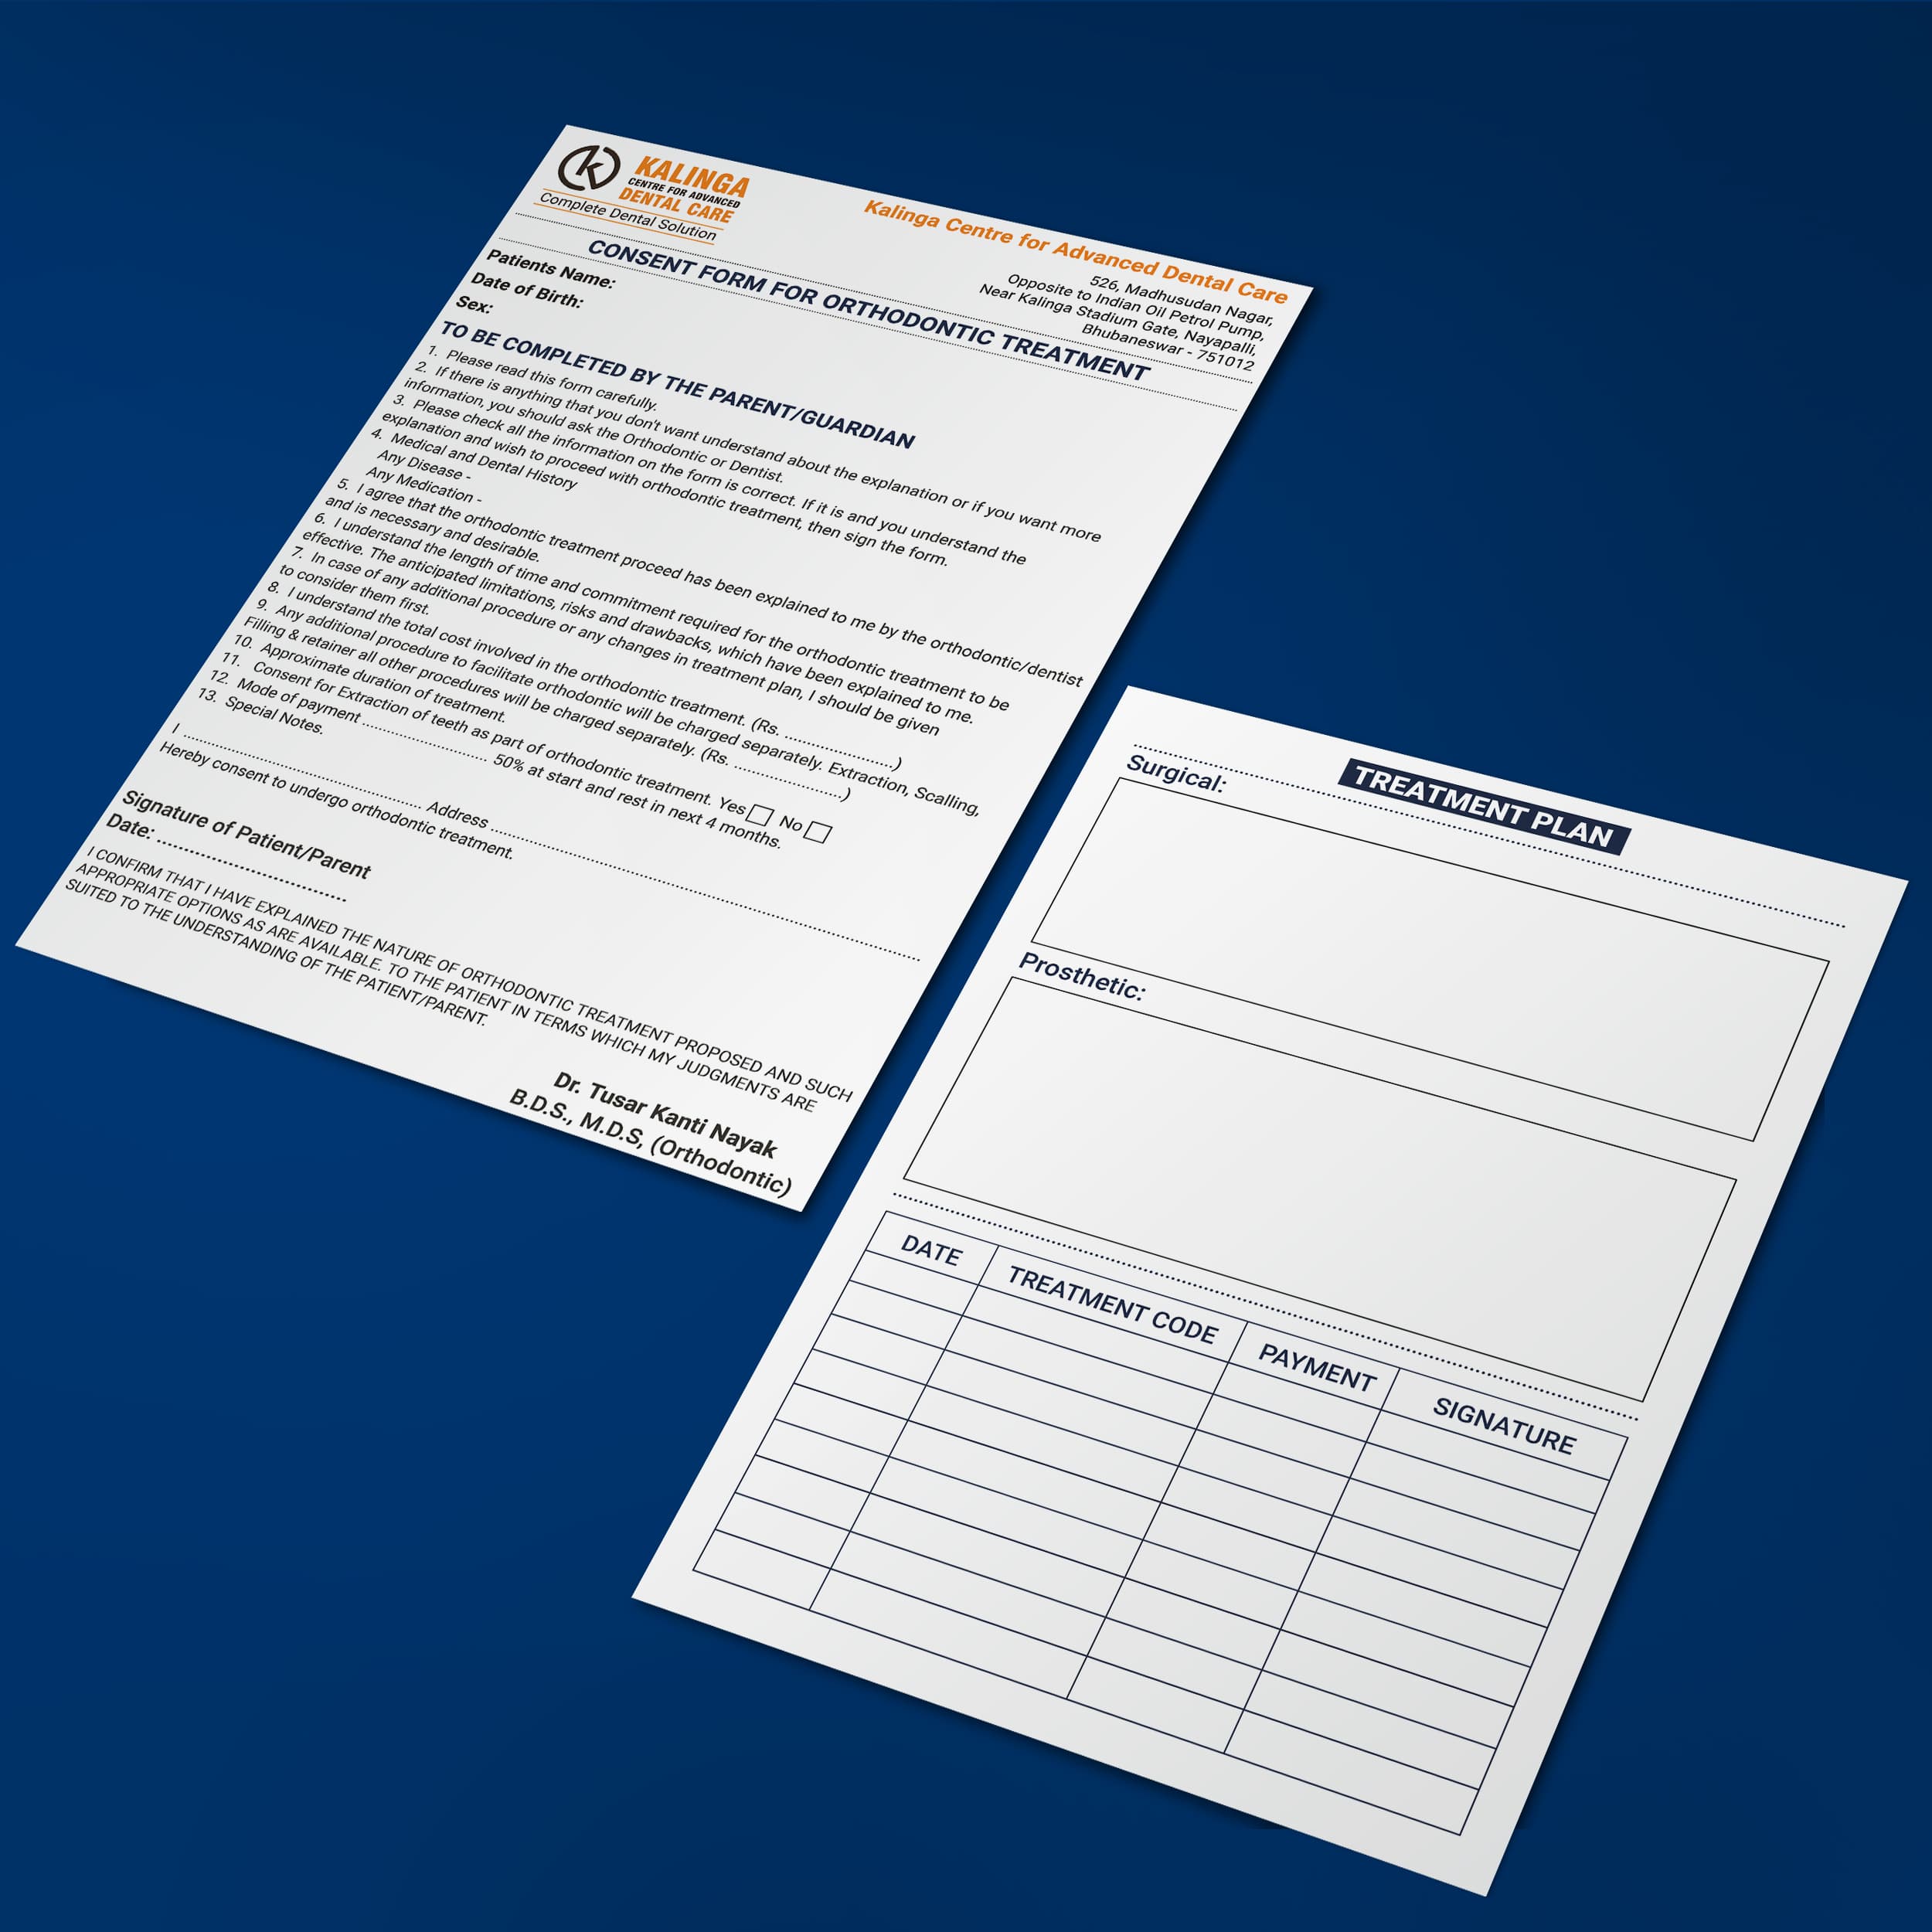 k
KALINGA
CENTRE FOR ADVANCED
DENTAL CARE
Complete Dental Solution
Kalinga Centre for Advanced Dental Care
526, Madhusudan Nagar,
Opposite to Indian Oil Petrol Pump,
Near Kalinga Stadium Gate, Nayapalli,
Bhubaneswar - 751012
CONSENT FORM FOR ORTHODONTIC TREATMENT
Patients Name:
Date of Birth:
Sex:
TO BE COMPLETED BY THE PARENT/GUARDIAN
1. Please read this form carefully.
2. If there is anything that you don't want understand about the explanation or if you want more
information, you should ask the Orthodontic or Dentist.
3. Please check all the information on the form is correct. If it is and you understand the
explanation and wish to proceed with orthodontic treatment, then sign the form.
4. Medical and Dental History
Any Disease -
Any Medication -
5. I agree that the orthodontic treatment proceed has been explained to me by the orthodontic/dentist
and is necessary and desirable.
6. I understand the length of time and commitment required for the orthodontic treatment to be
effective. The anticipated limitations, risks and drawbacks, which have been explained to me.
7. In case of any additional procedure or any changes in treatment plan, I should be given
to consider them first.
8. I understand the total cost involved in the orthodontic treatment. (Rs. ......................)
9. Any additional procedure to facilitate orthodontic will be charged separately. Extraction, Scalling,
Filling & retainer all other procedures will be charged separately. (Rs. ......................)
10. Approximate duration of treatment.
11. Consent for Extraction of teeth as part of orthodontic treatment. Yes No
12. Mode of payment .............................. 50% at start and rest in next 4 months.
13. Special Notes.
I .................................................. Address ..................................................
Hereby consent to undergo orthodontic treatment.
Signature of Patient/Parent
Date: ..............................
I CONFIRM THAT I HAVE EXPLAINED THE NATURE OF ORTHODONTIC TREATMENT PROPOSED AND SUCH
APPROPRIATE OPTIONS AS ARE AVAILABLE. TO THE PATIENT IN TERMS WHICH MY JUDGMENTS ARE
SUITED TO THE UNDERSTANDING OF THE PATIENT/PARENT.
Dr. Tusar Kanti Nayak
B.D.S., M.D.S, (Orthodontic)
TREATMENT PLAN
Surgical:
Prosthetic:
DATE TREATMENT CODE PAYMENT SIGNATURE